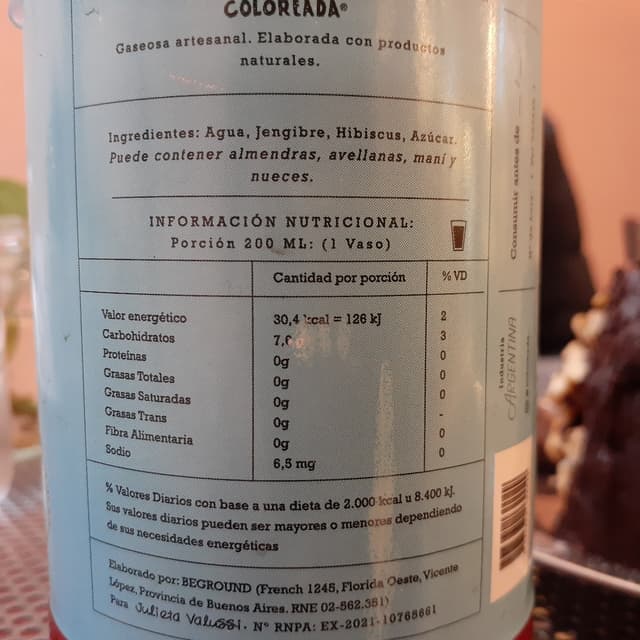 COLOREADA®
Gaseosa artesanal. Elaborada con productos
naturales.
Ingredientes: Agua, Jengibre, Hibiscus, Azúcar.
Puede contener almendras, avellanas, maní y
nueces.
INFORMACIÓN NUTRICIONAL:
Porción 200 ML: (1 Vaso)
Cantidad por porción % VD
Valor energético 30,4 kcal = 126 kJ 2
Carbohidratos 3
Proteínas 0g 0
Grasas Totales 0g 0
Grasas Saturadas 0g 0
Grasas Trans 0g -
Fibra Alimentaria 0g 0
Sodio 6,5 mg 0
% Valores Diarios con base a una dieta de 2.000 kcal u 8.400 kJ.
Sus valores diarios pueden ser mayores o menores dependiendo
de sus necesidades energéticas
Elaborado por: BEGROUND (French 1245, Florida Oeste, Vicente
López, Provincia de Buenos Aires. RNE 02-562.351)
Para Julieta Valussi. N° RNPA: EX-2021-10765661
Consumir antes de
Industria
ARGENTINA